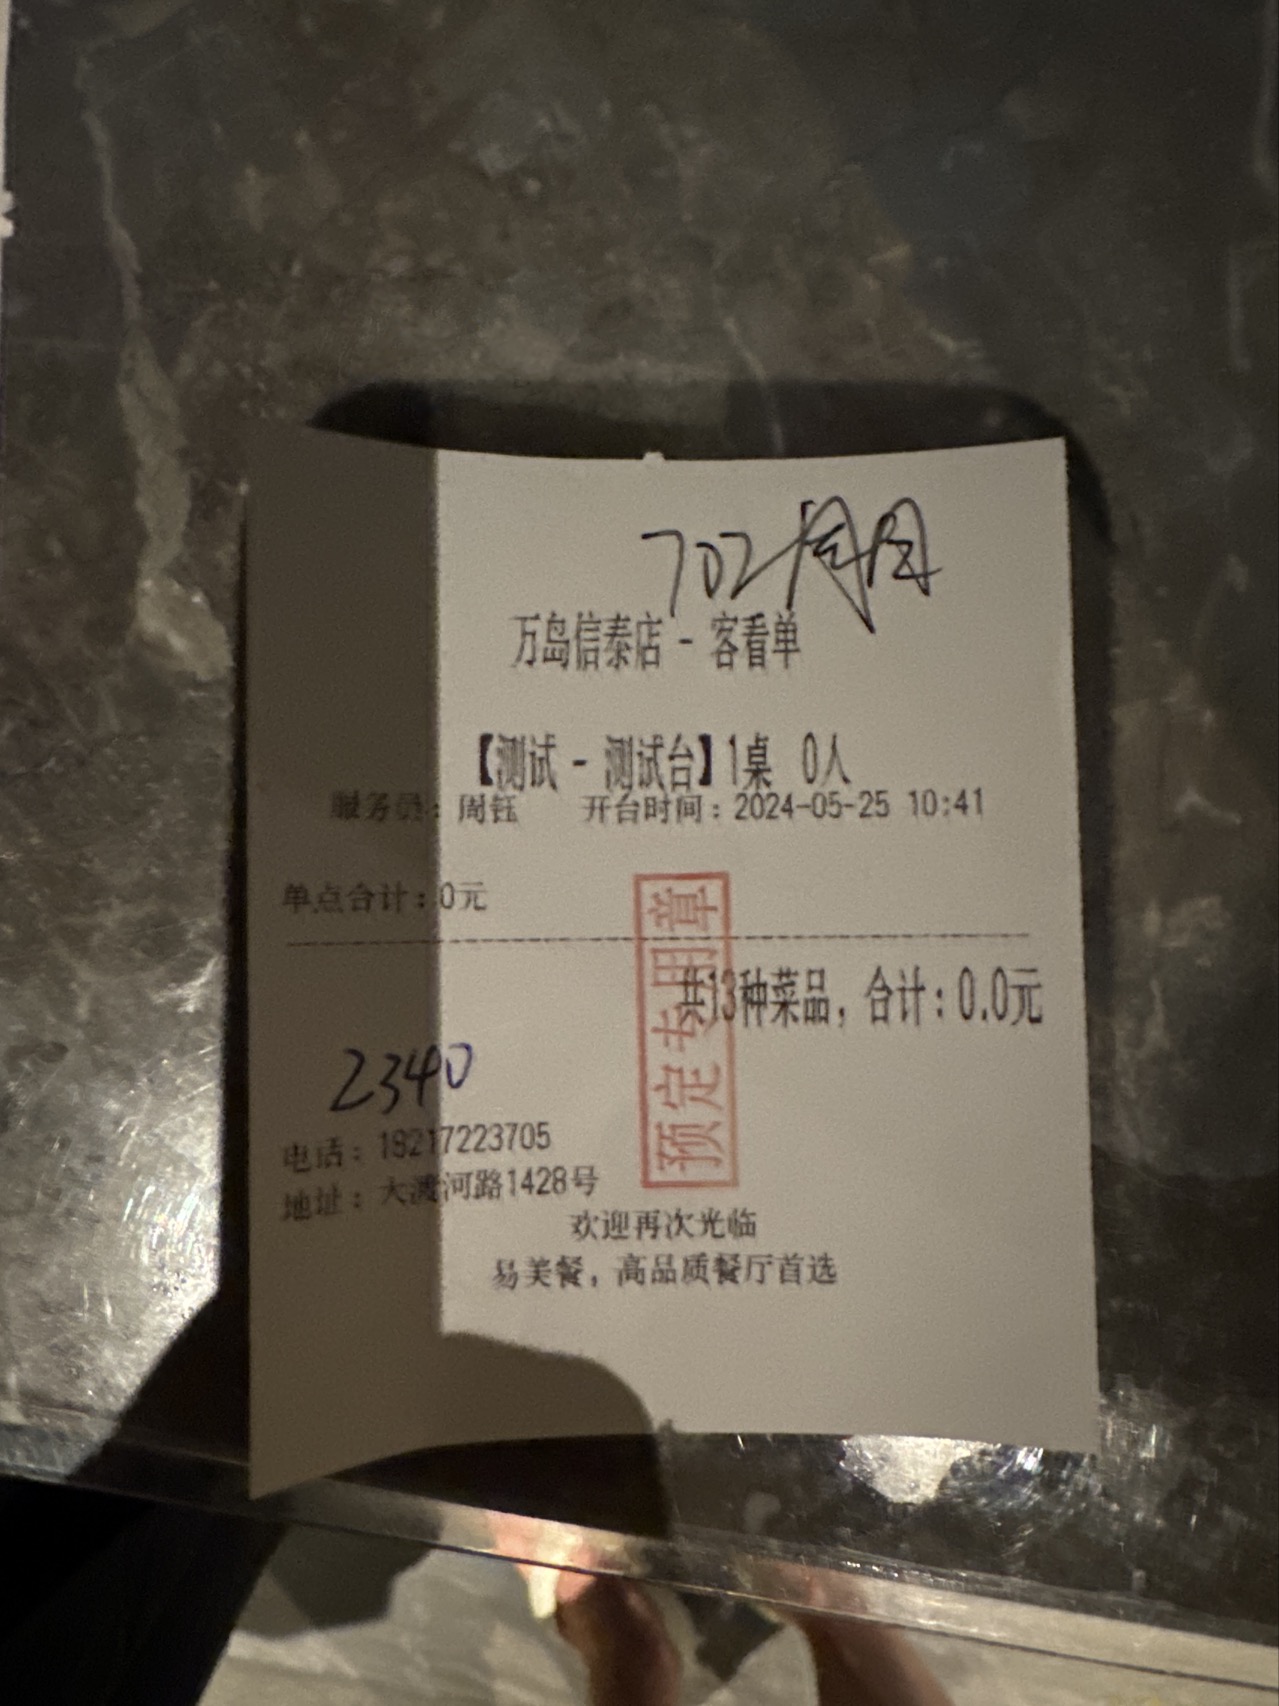 702 周
万岛信泰店 - 客看单
【测试 - 测试台】1桌 0人
服务员：周钰 开台时间：2024-05-25 10:41
单点合计：0元
共13种菜品，合计：0.0元
2340
预定专用章
电话：19217223705
地址：大渡河路1428号
欢迎再次光临
易美餐，高品质餐厅首选